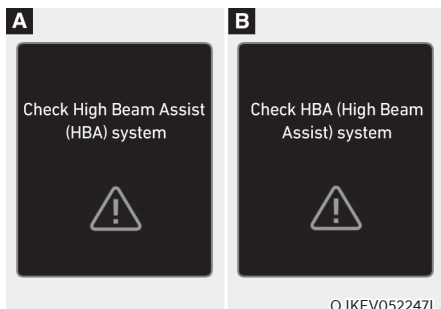 A
Check High Beam Assist
(HBA) system
B
Check HBA (High Beam
Assist) system
OJKEV052247L